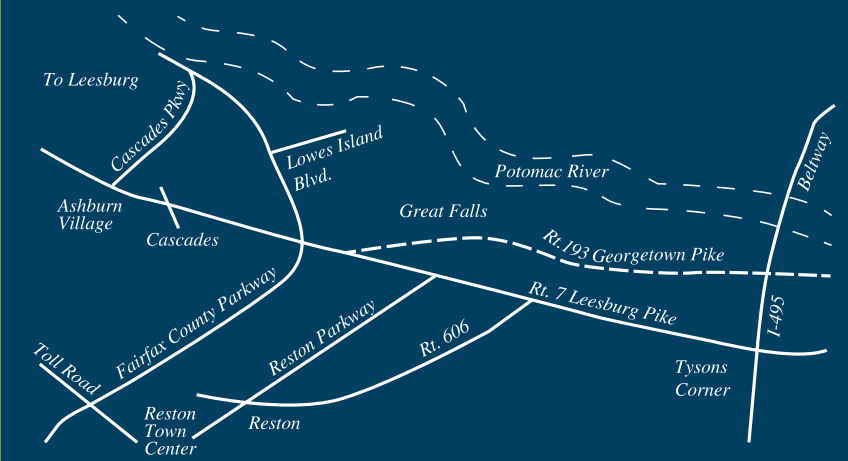 To Leesburg
Cascades Pkwy
Lowes Island
Blvd.
Beltway
Potomac River
Ashburn
Village
Great Falls
Cascades
Rt.193 Georgetown Pike
Fairfax County Parkway
Rt. 7 Leesburg Pike
I-495
Reston Parkway
Rt. 606
Toll Road
Tysons
Corner
Reston
Town
Center
Reston